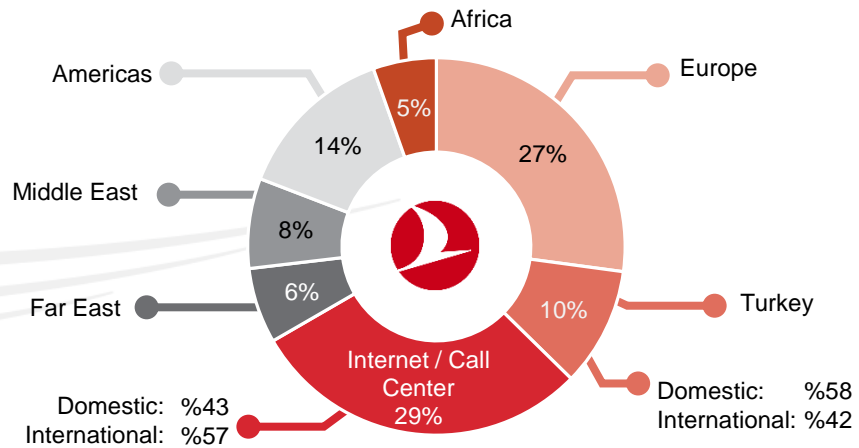 Africa
Americas
Europe
5%
14%
27%
Middle East
8%
Far East
6%
10%
Turkey
Internet / Call
Center
29%
Domestic: %43
International: %57
Domestic: %58
International: %42